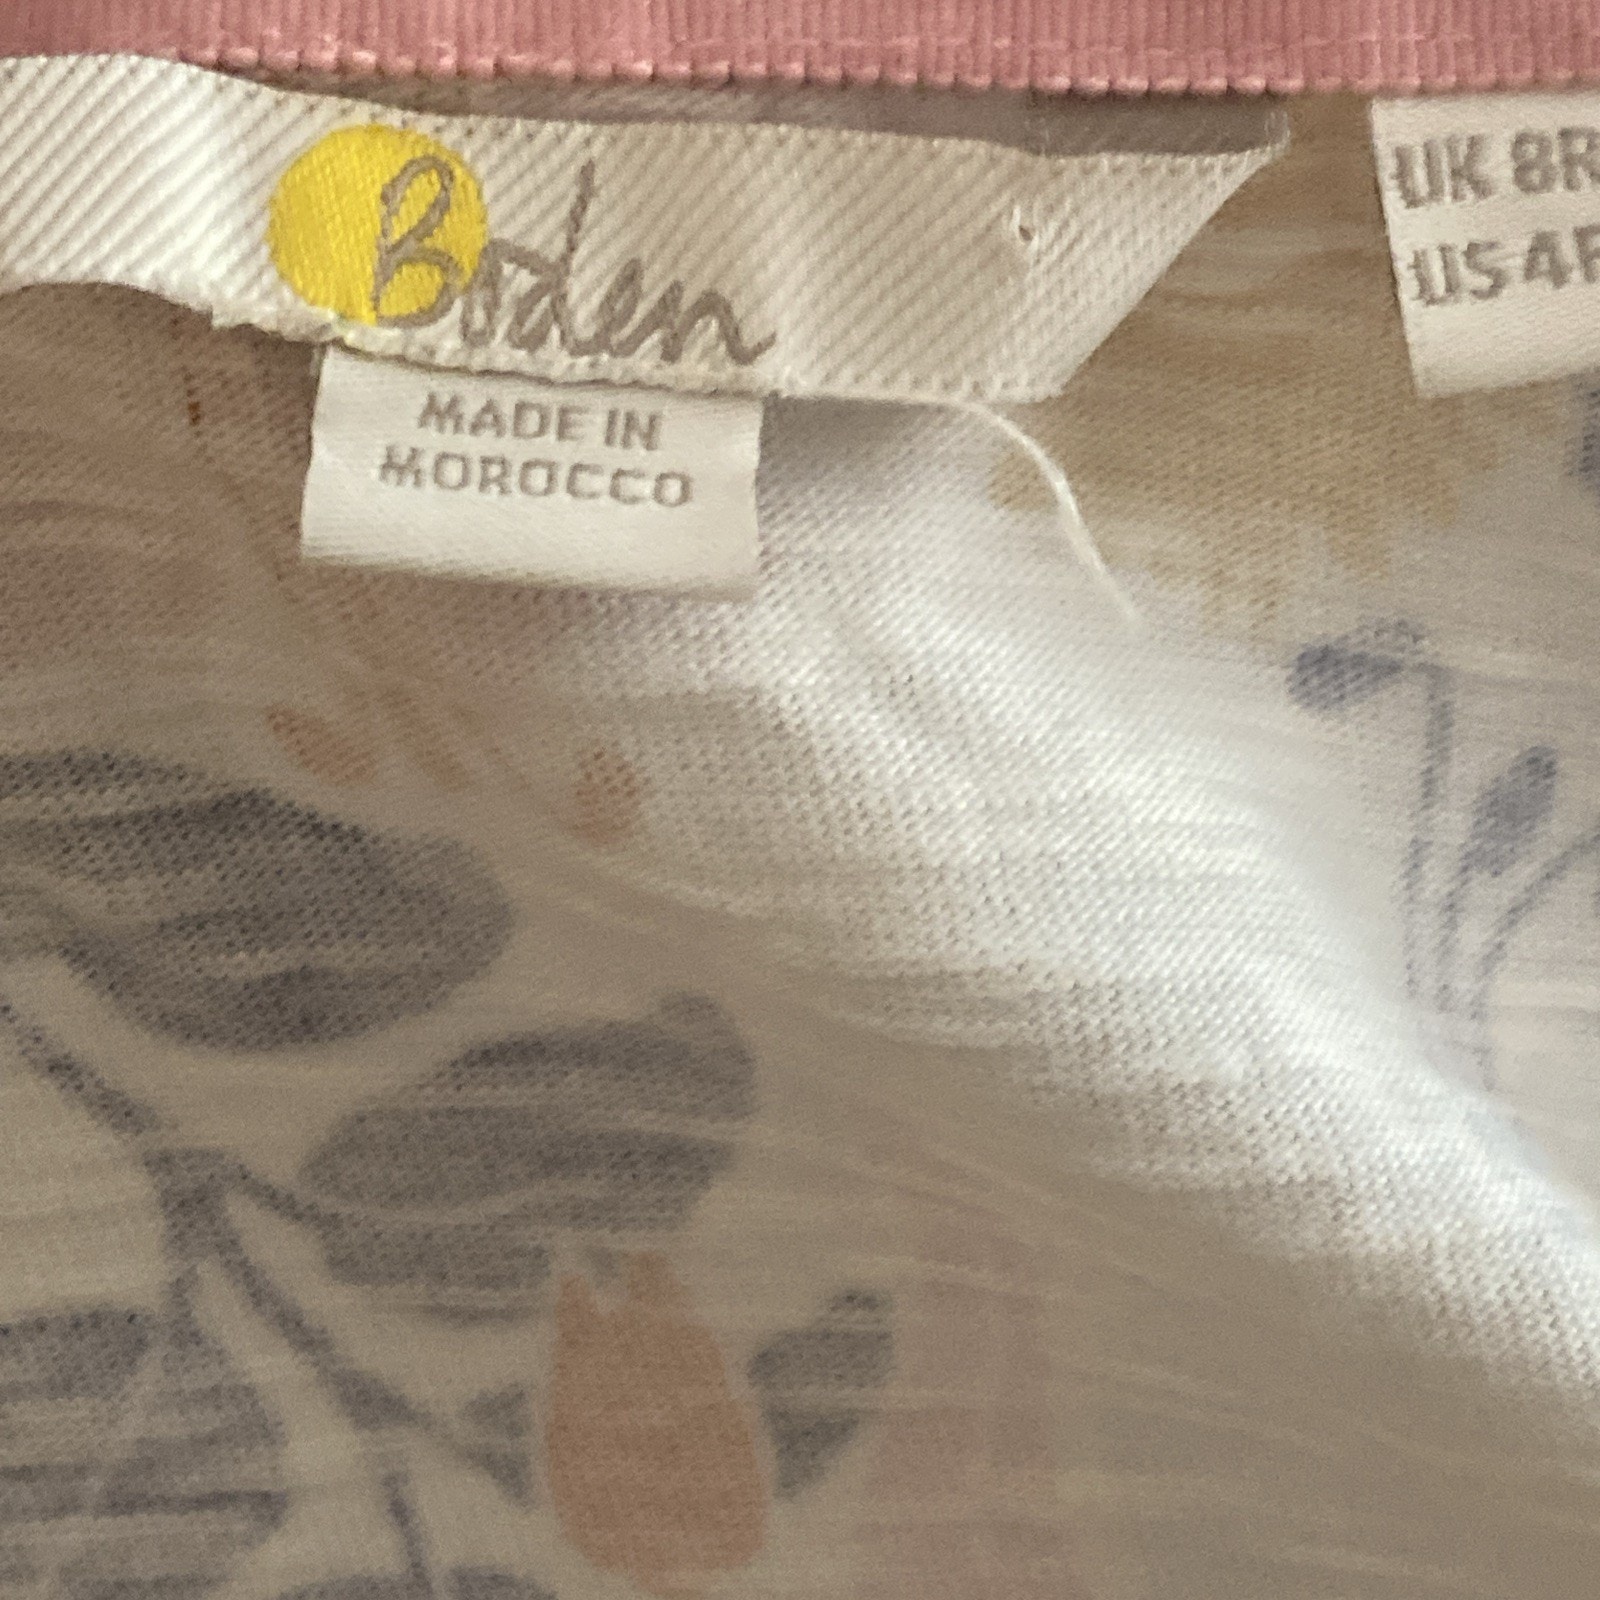 Boden
MADE IN
MOROCCO
UK 8R
US 4R